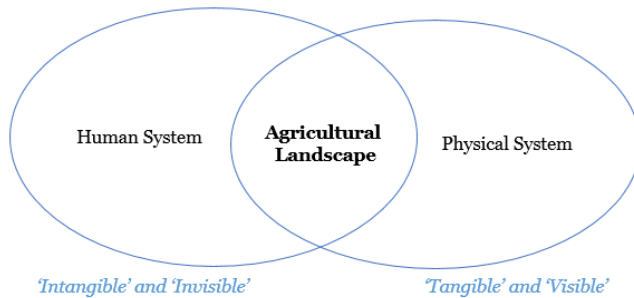 Human System
Agricultural
Landscape
Physical System
‘Intangible’ and ‘Invisible’
‘Tangible’ and ‘Visible’